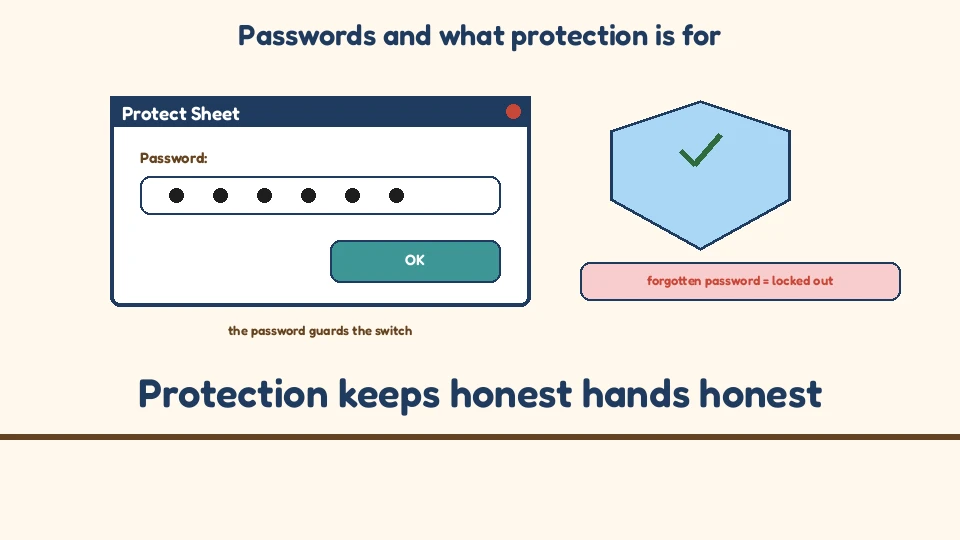 Passwords and what protection is for
Protect Sheet
Password:
OK
forgotten password = locked out
the password guards the switch
Protection keeps honest hands honest